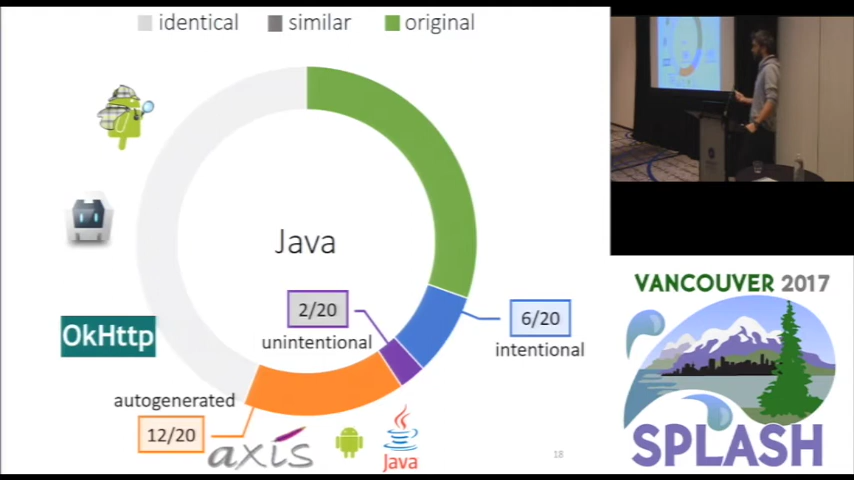 identical
similar
original
Java
2/20
unintentional
6/20
intentional
OkHttp
autogenerated
12/20
axis
Java
18
VANCOUVER 2017
SPLASH